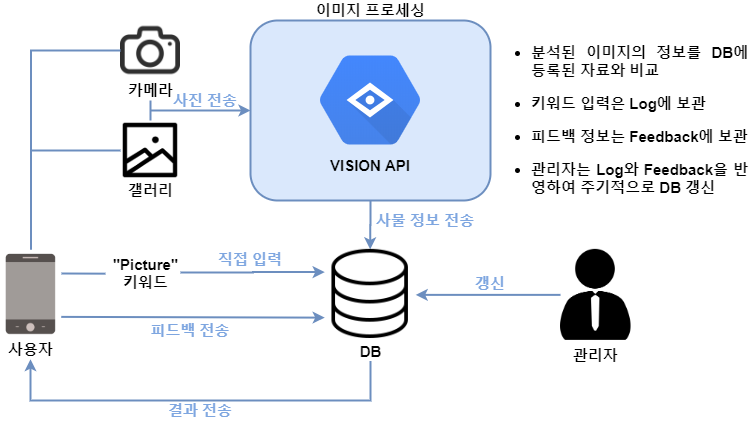 이미지 프로세싱
카메라
사진 전송
갤러리
VISION API
• 분석된 이미지의 정보를 DB에
등록된 자료와 비교
• 키워드 입력은 Log에 보관
• 피드백 정보는 Feedback에 보관
• 관리자는 Log와 Feedback을 반
영하여 주기적으로 DB 갱신
사물 정보 전송
"Picture"
키워드
직접 입력
갱신
피드백 전송
사용자
DB
관리자
결과 전송